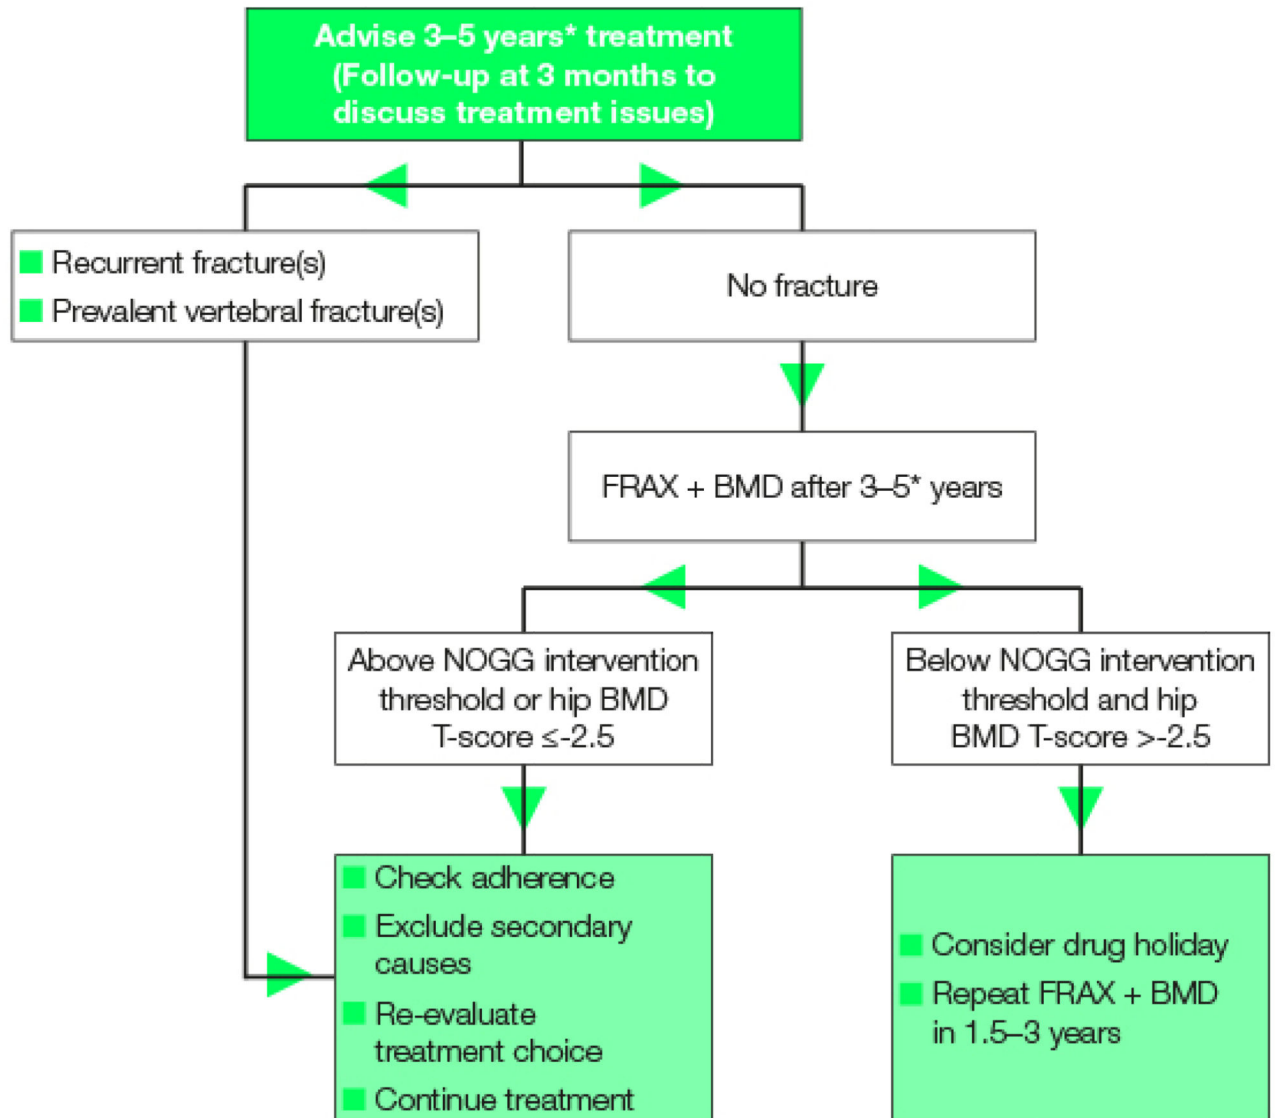 Advise 3–5 years* treatment
(Follow-up at 3 months to
discuss treatment issues)
Recurrent fracture(s)
Prevalent vertebral fracture(s)
No fracture
FRAX + BMD after 3–5* years
Above NOGG intervention
threshold or hip BMD
T-score ≤-2.5
Below NOGG intervention
threshold and hip
BMD T-score >-2.5
Check adherence
Exclude secondary
causes
Re-evaluate
treatment choice
Continue treatment
Consider drug holiday
Repeat FRAX + BMD
in 1.5–3 years